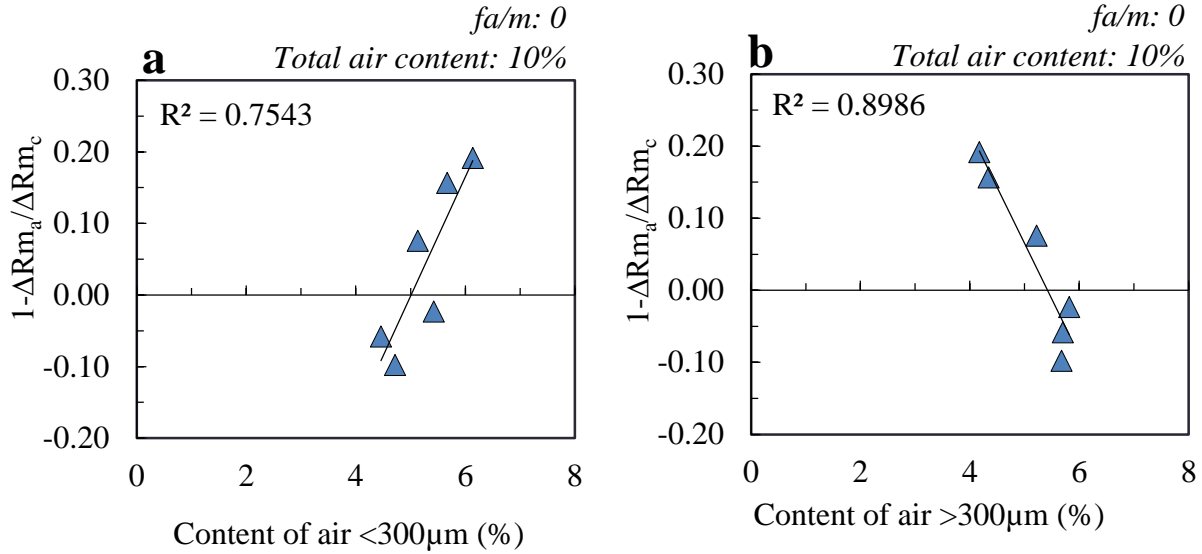 fa/m: 0
a Total air content: 10%
R² = 0.7543
1-ΔRmₐ/ΔRm꜀
0.30
0.20
0.10
0.00
-0.10
-0.20
0 2 4 6 8
Content of air <300µm (%)
fa/m: 0
b Total air content: 10%
R² = 0.8986
1-ΔRmₐ/ΔRm꜀
0.30
0.20
0.10
0.00
-0.10
-0.20
0 2 4 6 8
Content of air >300µm (%)